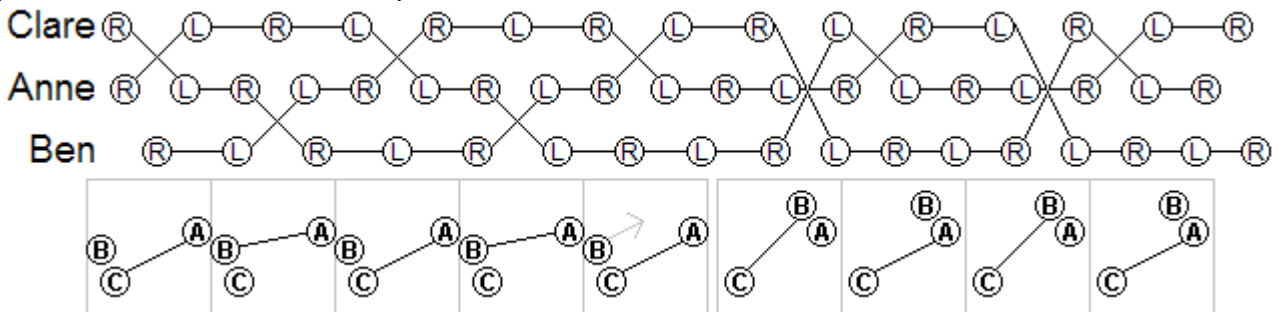 Clare R L R L R L R L R L R L R L R
Anne R L R L R L R L R L R L R L R L R L R
Ben R L R L R L R L R L R L R L R L R
B B B B
A A A A A A A A A
B B B B B
C C C C C C C C C